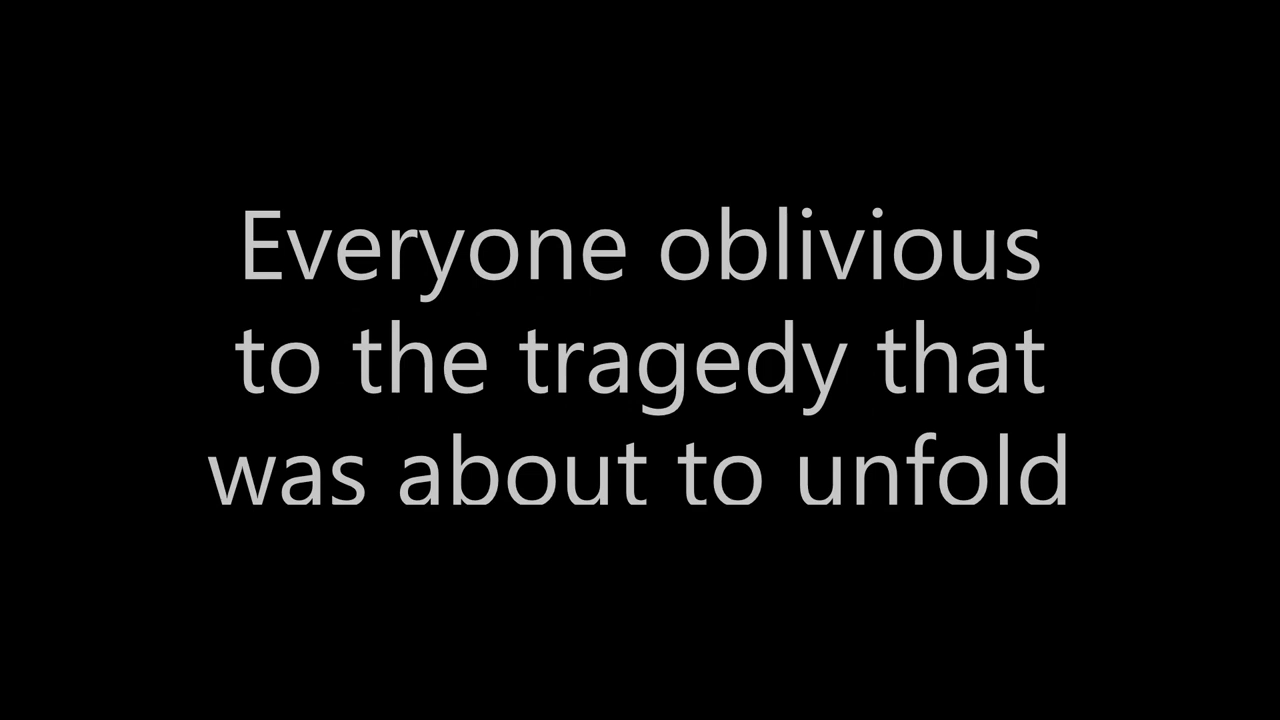 Everyone oblivious
to the tragedy that
was about to unfold